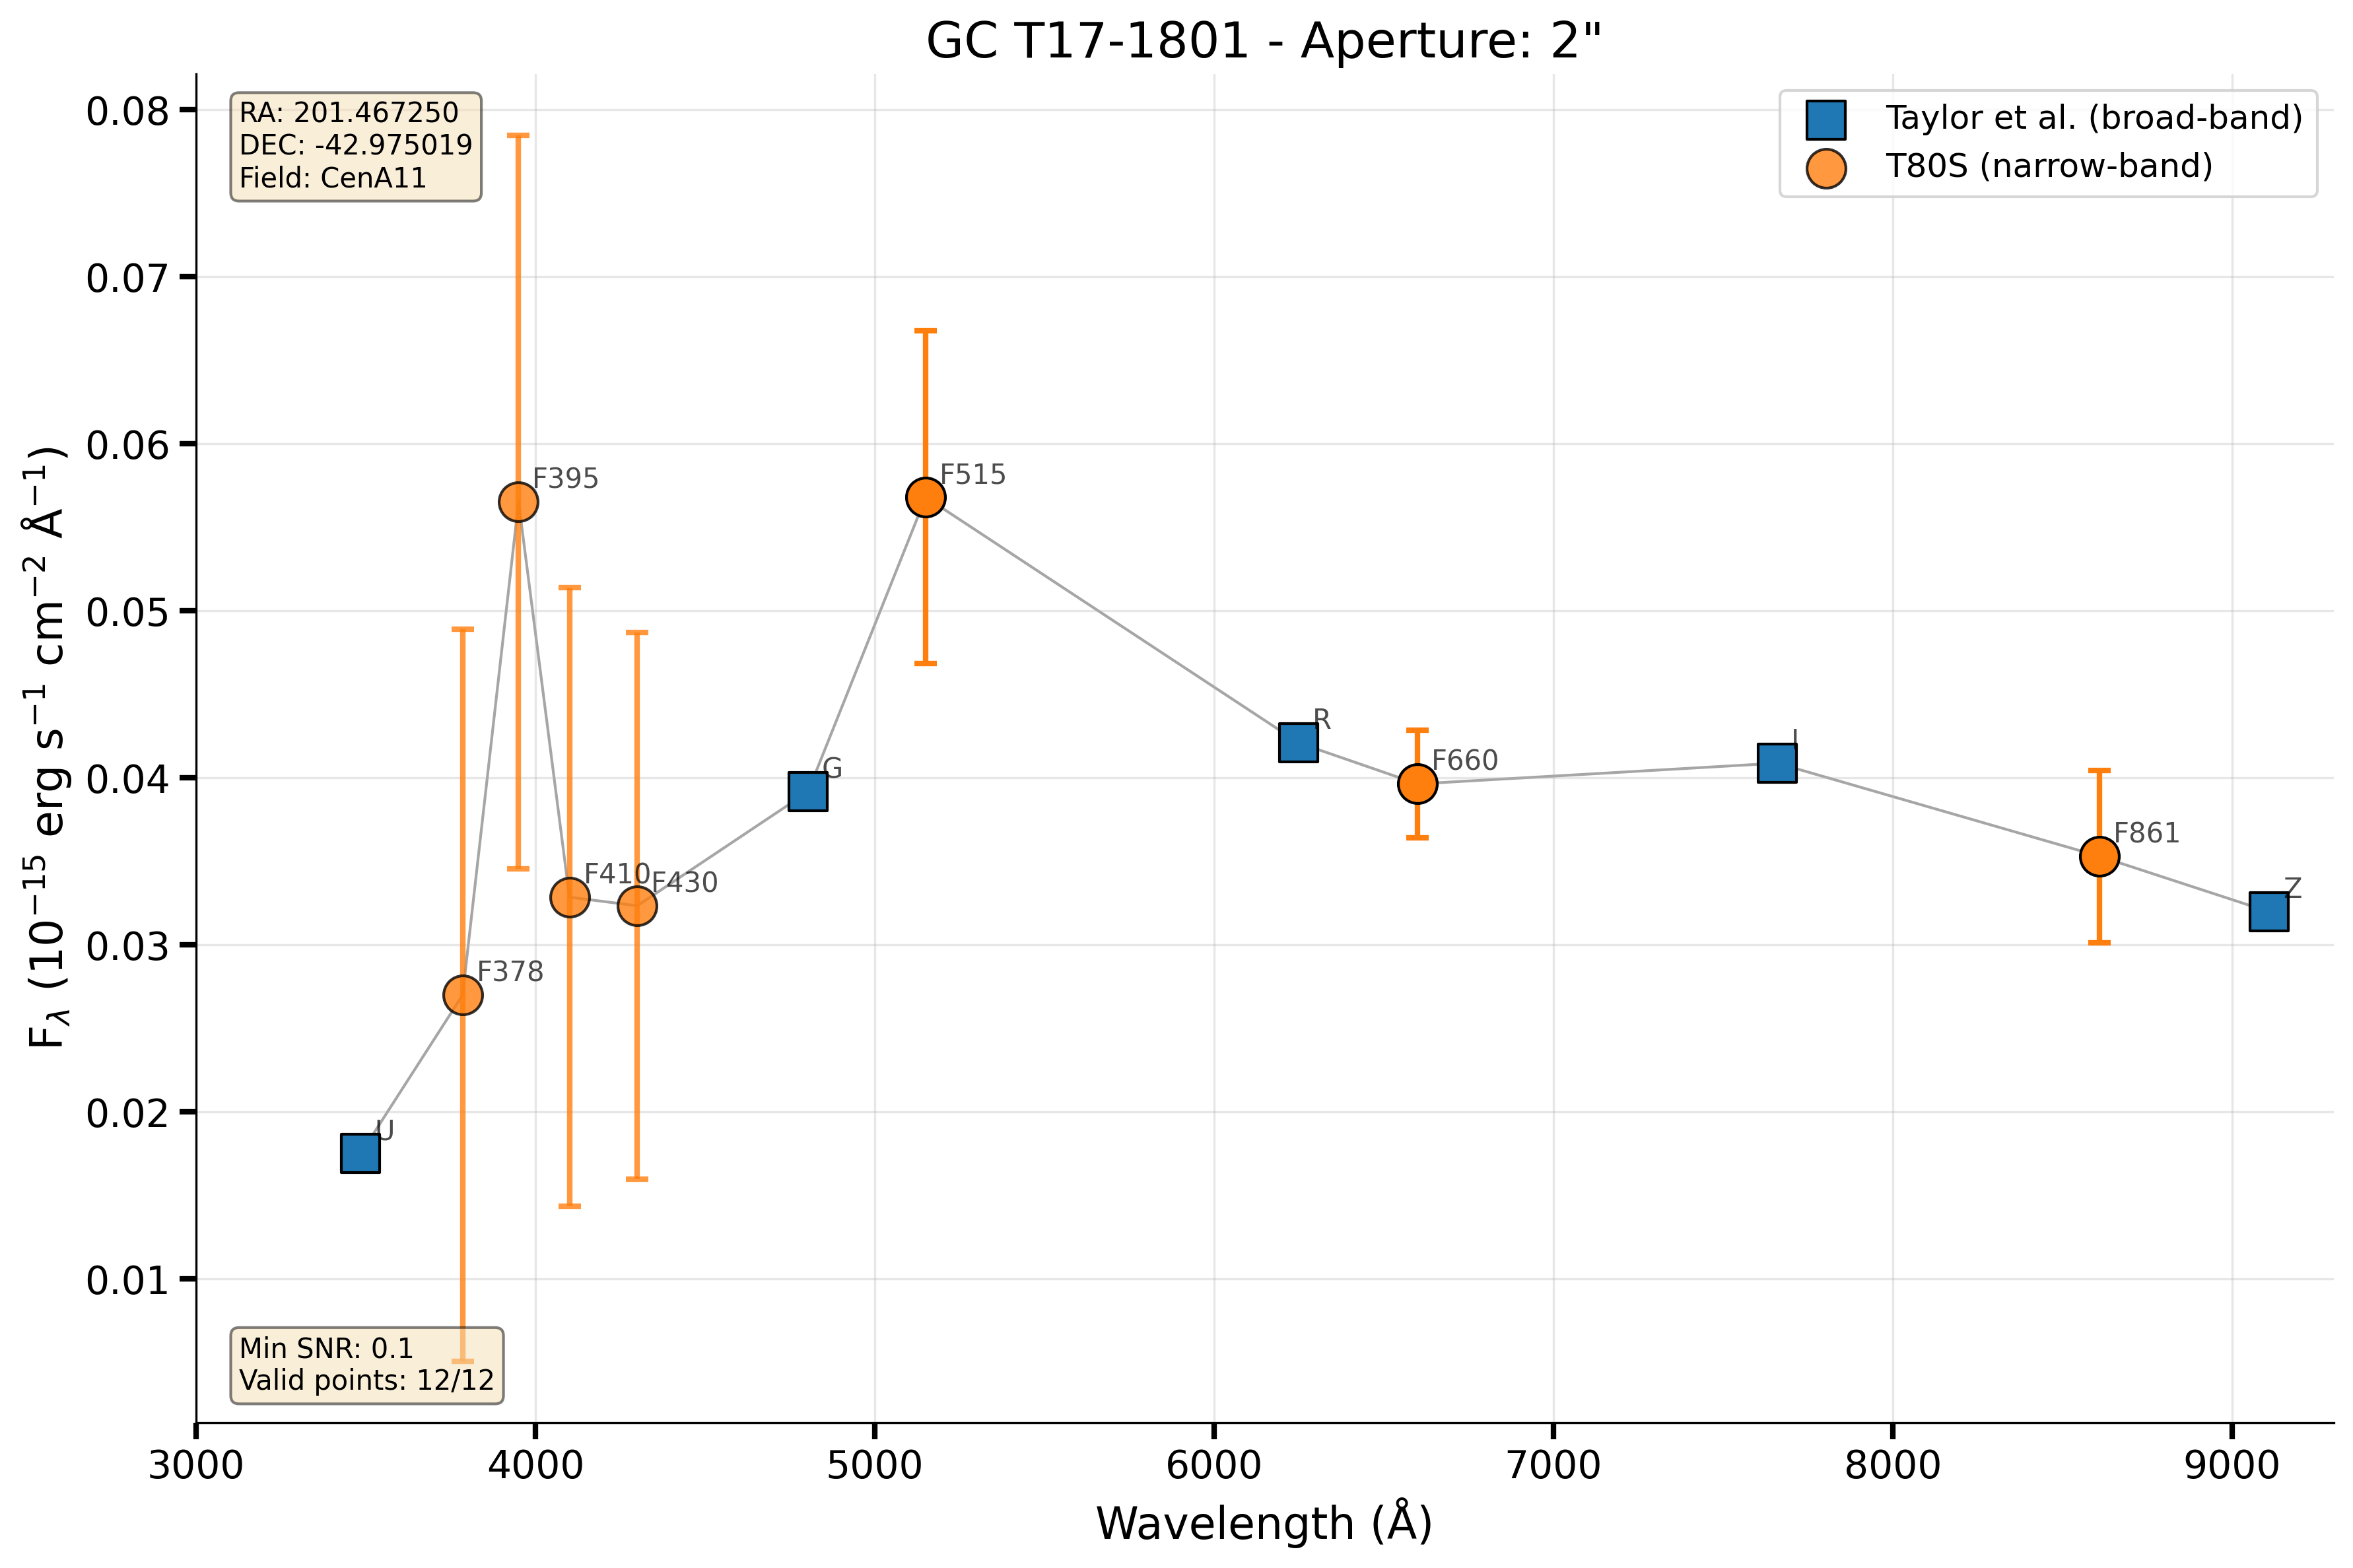 GC T17-1801 - Aperture: 2"
RA: 201.467250
DEC: -42.975019
Field: CenA11
Taylor et al. (broad-band)
T80S (narrow-band)
0.08
0.07
0.06
0.05
0.04
0.03
0.02
0.01
F_λ (10⁻¹⁵ erg s⁻¹ cm⁻² Å⁻¹)
U
F378
F395
F410
F430
G
F515
R
F660
I
F861
Z
Min SNR: 0.1
Valid points: 12/12
3000
4000
5000
6000
7000
8000
9000
Wavelength (Å)